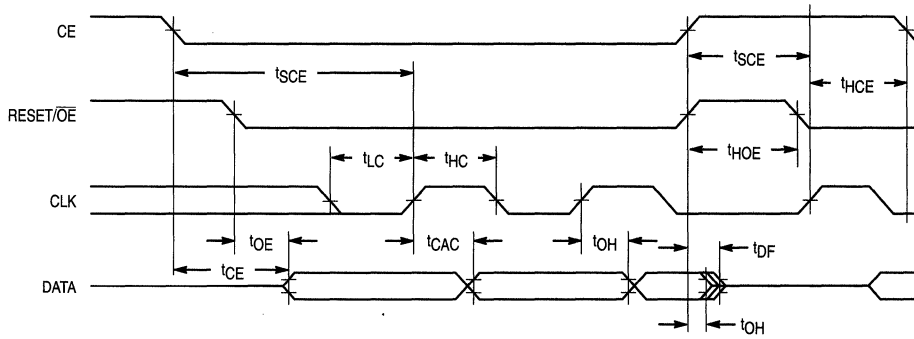 CE
tSCE
tSCE
tHCE
RESET/OE
tLC
tHC
tHOE
CLK
tOE
tCAC
tOH
tDF
tCE
DATA
tOH